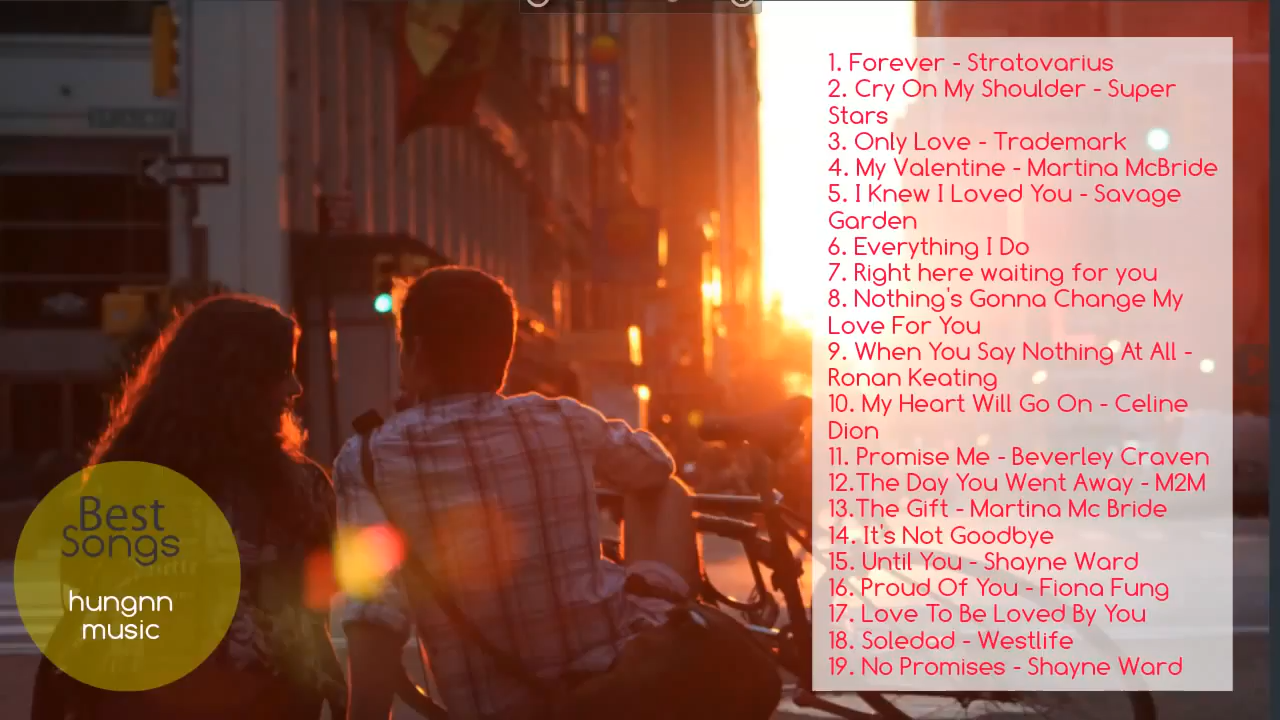 1. Forever - Stratovarius
2. Cry On My Shoulder - Super
Stars
3. Only Love - Trademark
4. My Valentine - Martina McBride
5. I Knew I Loved You - Savage
Garden
6. Everything I Do
7. Right here waiting for you
8. Nothing's Gonna Change My
Love For You
9. When You Say Nothing At All -
Ronan Keating
10. My Heart Will Go On - Celine
Dion
11. Promise Me - Beverley Craven
12.The Day You Went Away - M2M
13.The Gift - Martina Mc Bride
14. It's Not Goodbye
15. Until You - Shayne Ward
16. Proud Of You - Fiona Fung
17. Love To Be Loved By You
18. Soledad - Westlife
19. No Promises - Shayne Ward
Best
Songs
hungnn
music